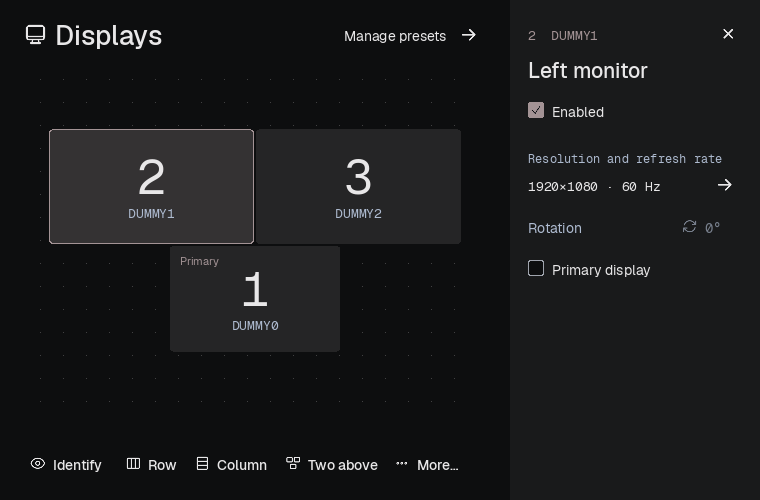 Displays
Manage presets
2
DUMMY1
3
DUMMY2
Primary
1
DUMMY0
Identify
Row
Column
Two above
More…
2 DUMMY1
Left monitor
Enabled
Resolution and refresh rate
1920×1080 · 60 Hz
Rotation
0°
Primary display